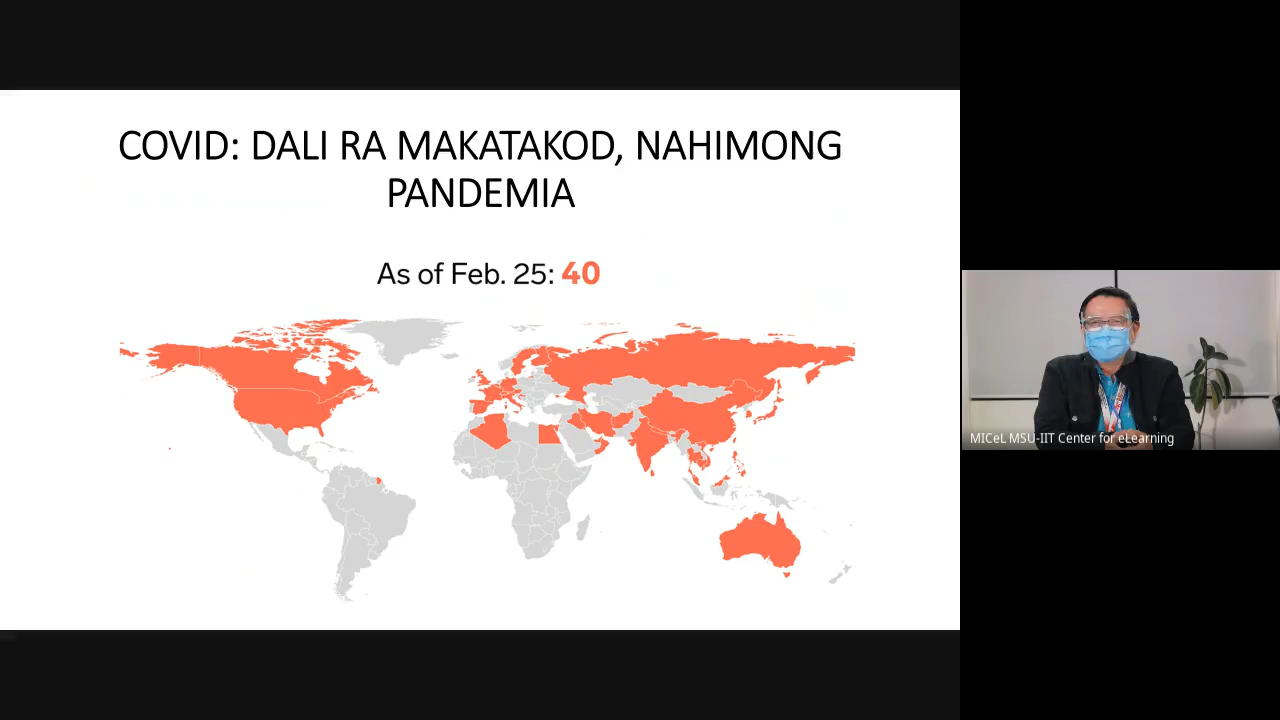 COVID: DALI RA MAKATAKOD, NAHIMONG
PANDEMIA
As of Feb. 25: 40
MICeL MSU-IIT Center for eLearning